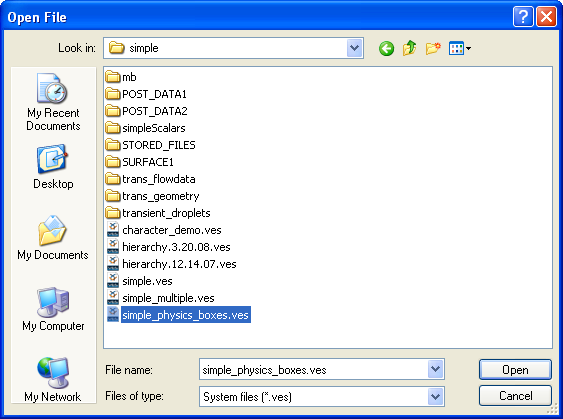 Open File
Look in: simple
My Recent
Documents
Desktop
My Documents
My Computer
My Network
mb
POST_DATA1
POST_DATA2
simpleScalars
STORED_FILES
SURFACE1
trans_flowdata
trans_geometry
transient_droplets
character_demo.ves
hierarchy.3.20.08.ves
hierarchy.12.14.07.ves
simple.ves
simple_multiple.ves
simple_physics_boxes.ves
File name: simple_physics_boxes.ves Open
Files of type: System files (*.ves) Cancel